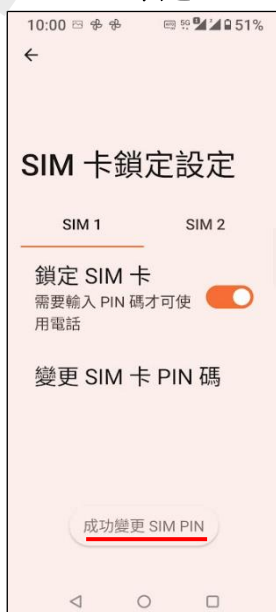 10:00 5G 51%
SIM 卡鎖定設定
SIM 1 SIM 2
鎖定 SIM 卡
需要輸入 PIN 碼才可使
用電話
變更 SIM 卡 PIN 碼
成功變更 SIM PIN